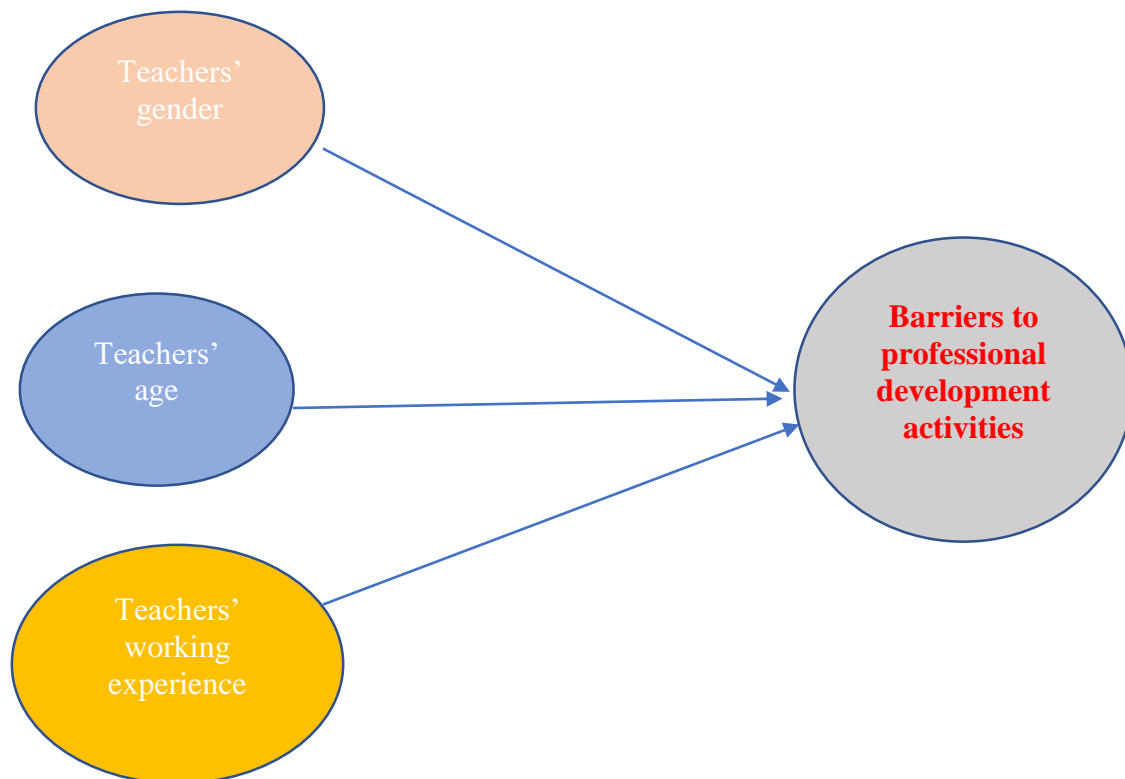 Teachers’
gender
Teachers’
age
Teachers’
working
experience
Barriers to
professional
development
activities